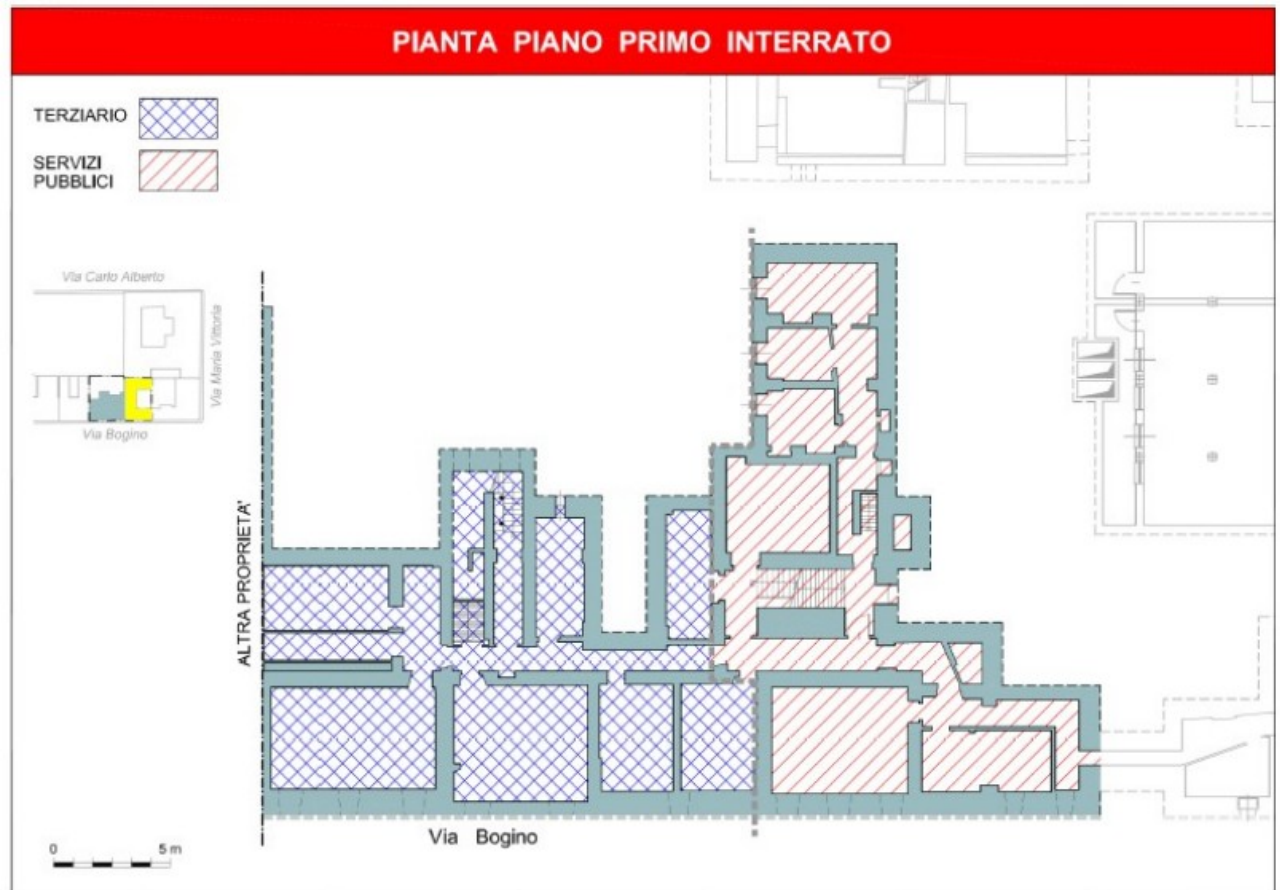 PIANTA PIANO PRIMO INTERRATO
TERZIARIO
SERVIZI
PUBBLICI
Via Carlo Alberto
Via Maria Vittoria
Via Bogino
ALTRA PROPRIETA'
Via Bogino
0
5 m